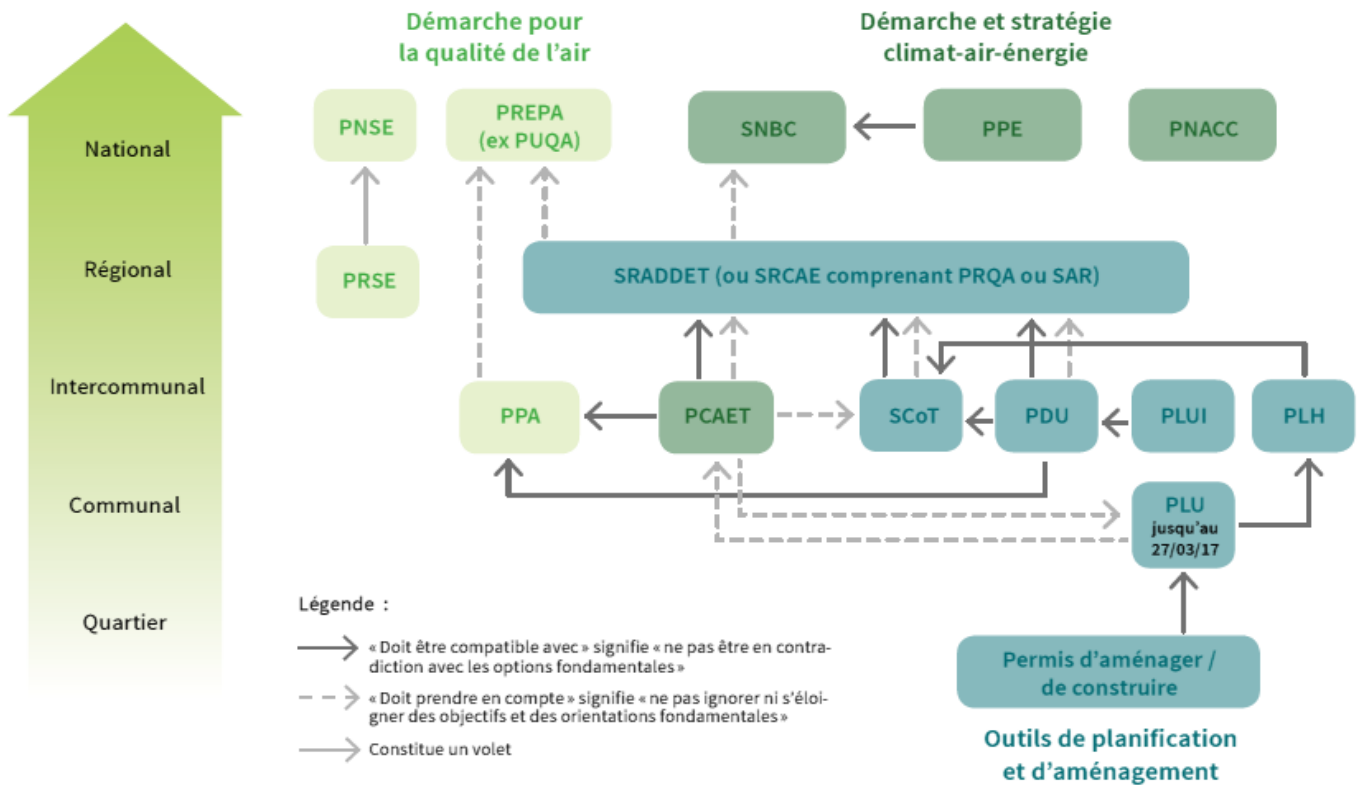 Démarche pour
la qualité de l'air
Démarche et stratégie
climat-air-énergie
National
PNSE
PREPA
(ex PUQA)
SNBC
PPE
PNACC
Régional
PRSE
SRADDET (ou SRCAE comprenant PRQA ou SAR)
Intercommunal
PPA
PCAET
SCoT
PDU
PLUI
PLH
Communal
PLU
jusqu'au
27/03/17
Quartier
Légende :
« Doit être compatible avec » signifie « ne pas être en contra-
diction avec les options fondamentales »
« Doit prendre en compte » signifie « ne pas ignorer ni s'éloi-
gner des objectifs et des orientations fondamentales »
Constitue un volet
Permis d'aménager /
de construire
Outils de planification
et d'aménagement